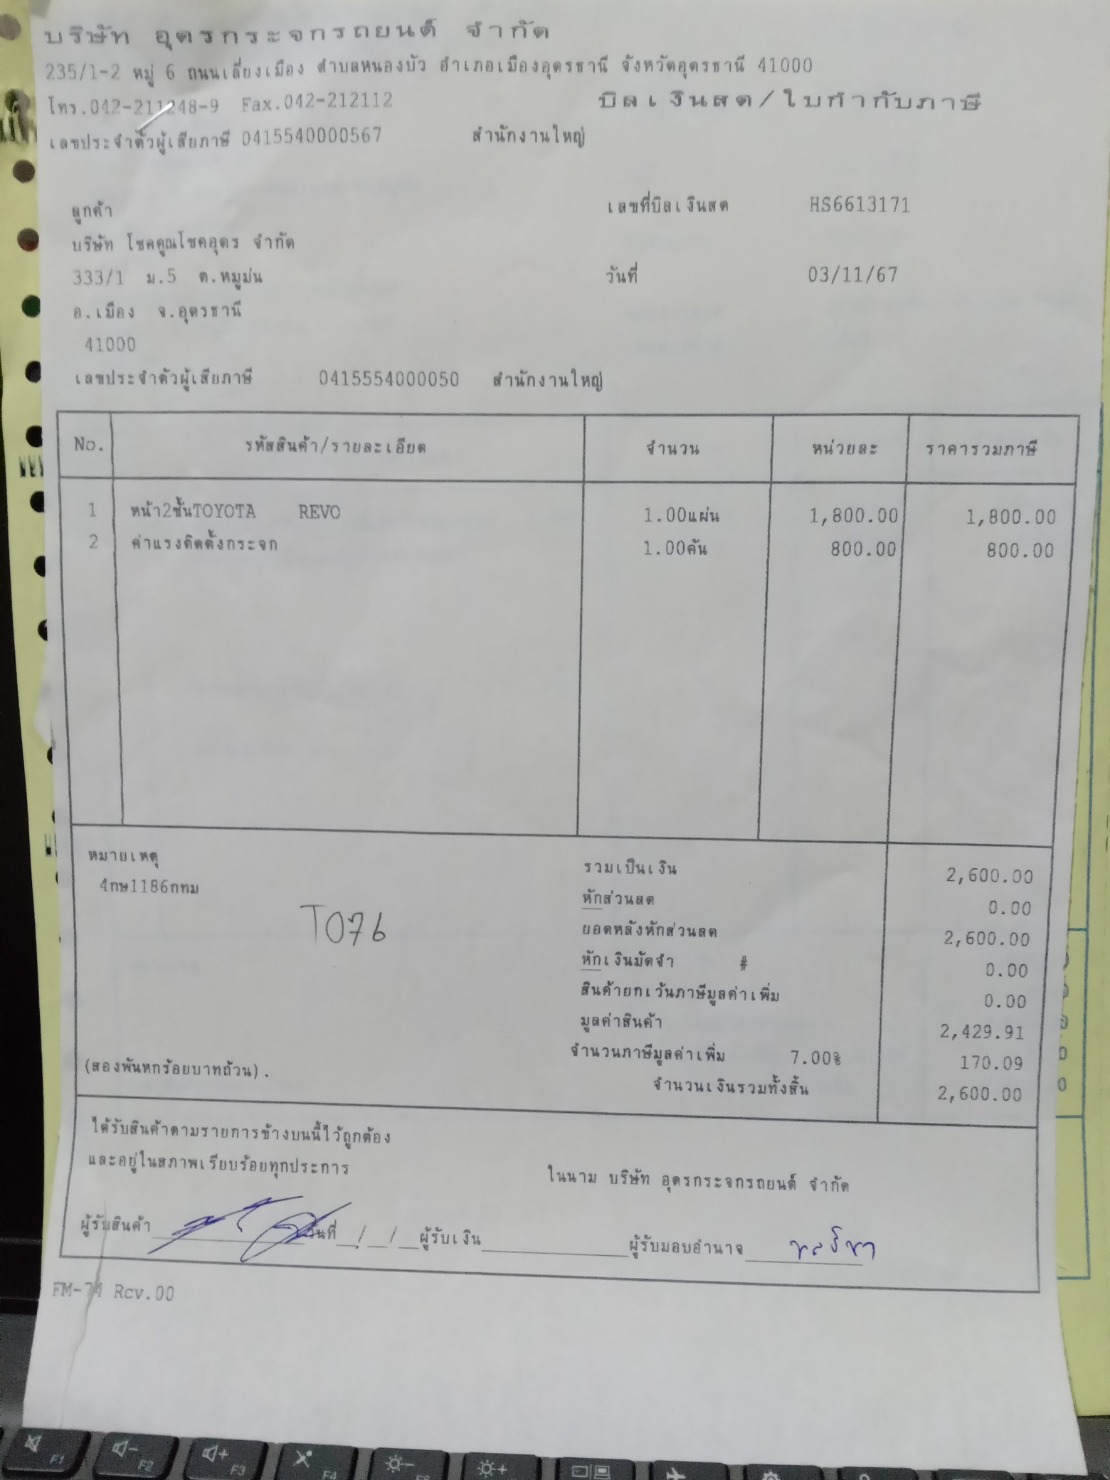 บริษัท อุดรกระจกรถยนต์ จำกัด
235/1-2 หมู่ 6 ถนนเลี่ยงเมือง ตำบลหนองบัว อำเภอเมืองอุดรธานี จังหวัดอุดรธานี 41000
โทร.042-211248-9 Fax.042-212112
บิลเงินสด/ใบกำกับภาษี
เลขประจำตัวผู้เสียภาษี 0415540000567 สำนักงานใหญ่
ลูกค้า เลขที่บิลเงินสด HS6613171
บริษัท โชคคูณโชคอุดร จำกัด
333/1 ม.5 ต.หมูม่น วันที่ 03/11/67
อ.เมือง จ.อุดรธานี
41000
เลขประจำตัวผู้เสียภาษี 0415554000050 สำนักงานใหญ่
No. รหัสสินค้า/รายละเอียด จำนวน หน่วยละ ราคารวมภาษี
1 หน้า2ชั้นTOYOTA REVO 1.00แผ่น 1,800.00 1,800.00
2 ค่าแรงติดตั้งกระจก 1.00คัน 800.00 800.00
หมายเหตุ รวมเป็นเงิน 2,600.00
4กษ1186กทม หักส่วนลด 0.00
T076 ยอดหลังหักส่วนลด 2,600.00
หักเงินมัดจำ # 0.00
สินค้ายกเว้นภาษีมูลค่าเพิ่ม 0.00
มูลค่าสินค้า 2,429.91
จำนวนภาษีมูลค่าเพิ่ม 7.00% 170.09
(สองพันหกร้อยบาทถ้วน). จำนวนเงินรวมทั้งสิ้น 2,600.00
ได้รับสินค้าตามรายการข้างบนนี้ไว้ถูกต้อง
และอยู่ในสภาพเรียบร้อยทุกประการ ในนาม บริษัท อุดรกระจกรถยนต์ จำกัด
ผู้รับสินค้า วันที่ / / ผู้รับเงิน ผู้รับมอบอำนาจ
FM-74 Rcv.00
F1 F2 F3 F4